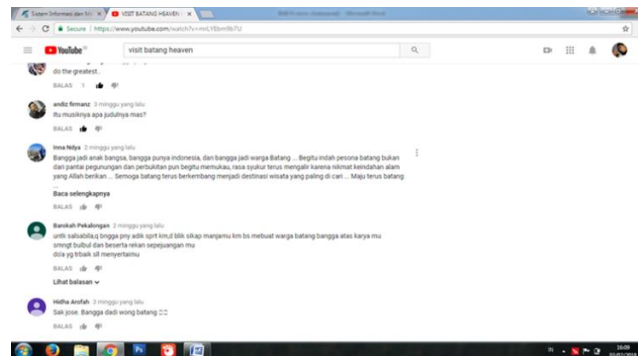 Sistem Informasi dan
VISIT BATANG HEAVEN
Secure https://www.youtube.com/watch?v=
YouTube
visit batang heaven
do the greatest..
BALAS 1
andiz firmanz 3 minggu yang lalu
itu musiknya apa judulnya mas?
BALAS
Inna Ndya 2 minggu yang lalu
Bangga jadi anak bangsa, bangga punya indonesia, dan bangga jadi warga Batang ... Begitu indah pesona batang bukan
dari pantai pegunungan dan perbukitan pun begitu memukau, rasa syukur terus mengalir karena nikmat keindahan alam
yang Allah berikan ... Semoga batang terus berkembang menjadi destinasi wisata yang paling di cari ... Maju terus batang
...
Baca selengkapnya
BALAS
Barokah Pekalongan 2 minggu yang lalu
untk salsabila,q bngga pny adik sprt km,d blik sikap manjamu km bs mebuat warga batang bangga atas karya mu
smngt bulbul dan beserta rekan sepejuangan mu
do'a yg trbaik sll menyertaimu
BALAS
Lihat balasan
Hidha Arofah 2 minggu yang lalu
Sak jose. Bangga dadi wong batang
BALAS
IN
16:09